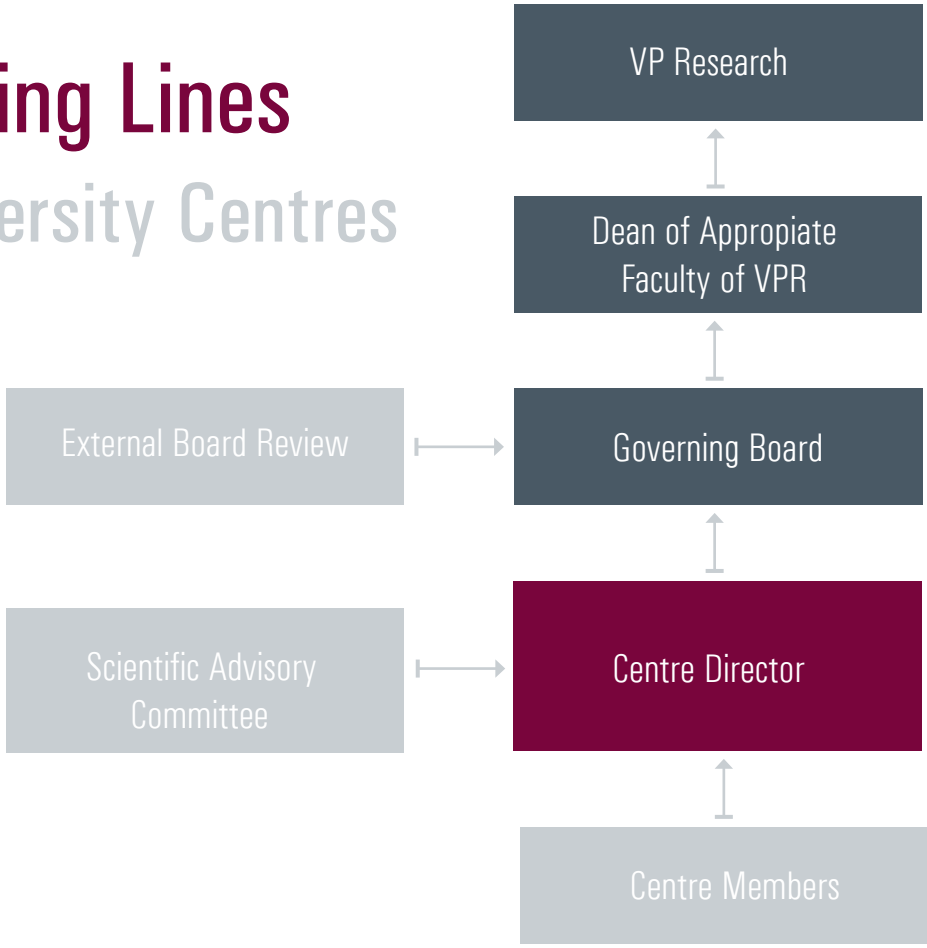 ing Lines
ersity Centres
VP Research
Dean of Appropiate
Faculty of VPR
External Board Review
Governing Board
Scientific Advisory
Committee
Centre Director
Centre Members